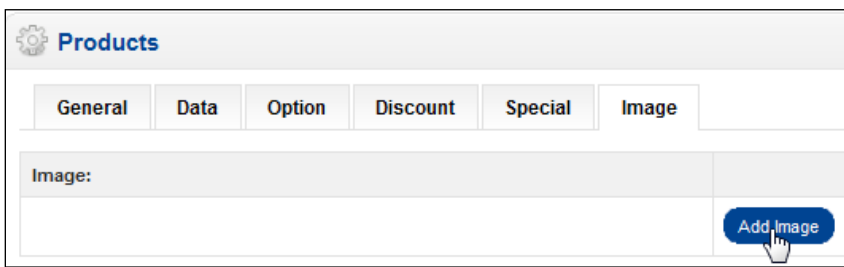 Products
General Data Option Discount Special Image
Image:
Add Image